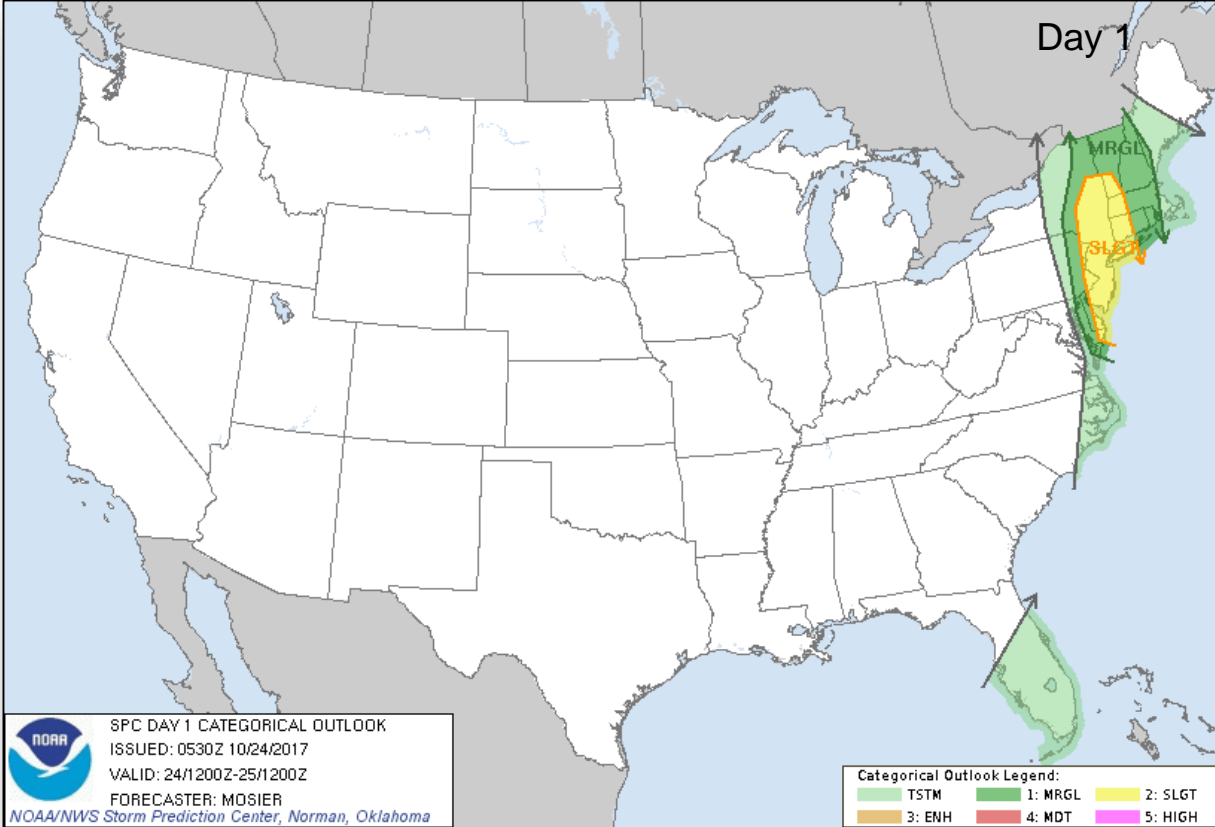 Day 1
MRGL
SLGT
NOAA
SPC DAY 1 CATEGORICAL OUTLOOK
ISSUED: 0530Z 10/24/2017
VALID: 24/1200Z-25/1200Z
FORECASTER: MOSIER
NOAA/NWS Storm Prediction Center, Norman, Oklahoma
Categorical Outlook Legend:
TSTM 1: MRGL 2: SLGT
3: ENH 4: MDT 5: HIGH